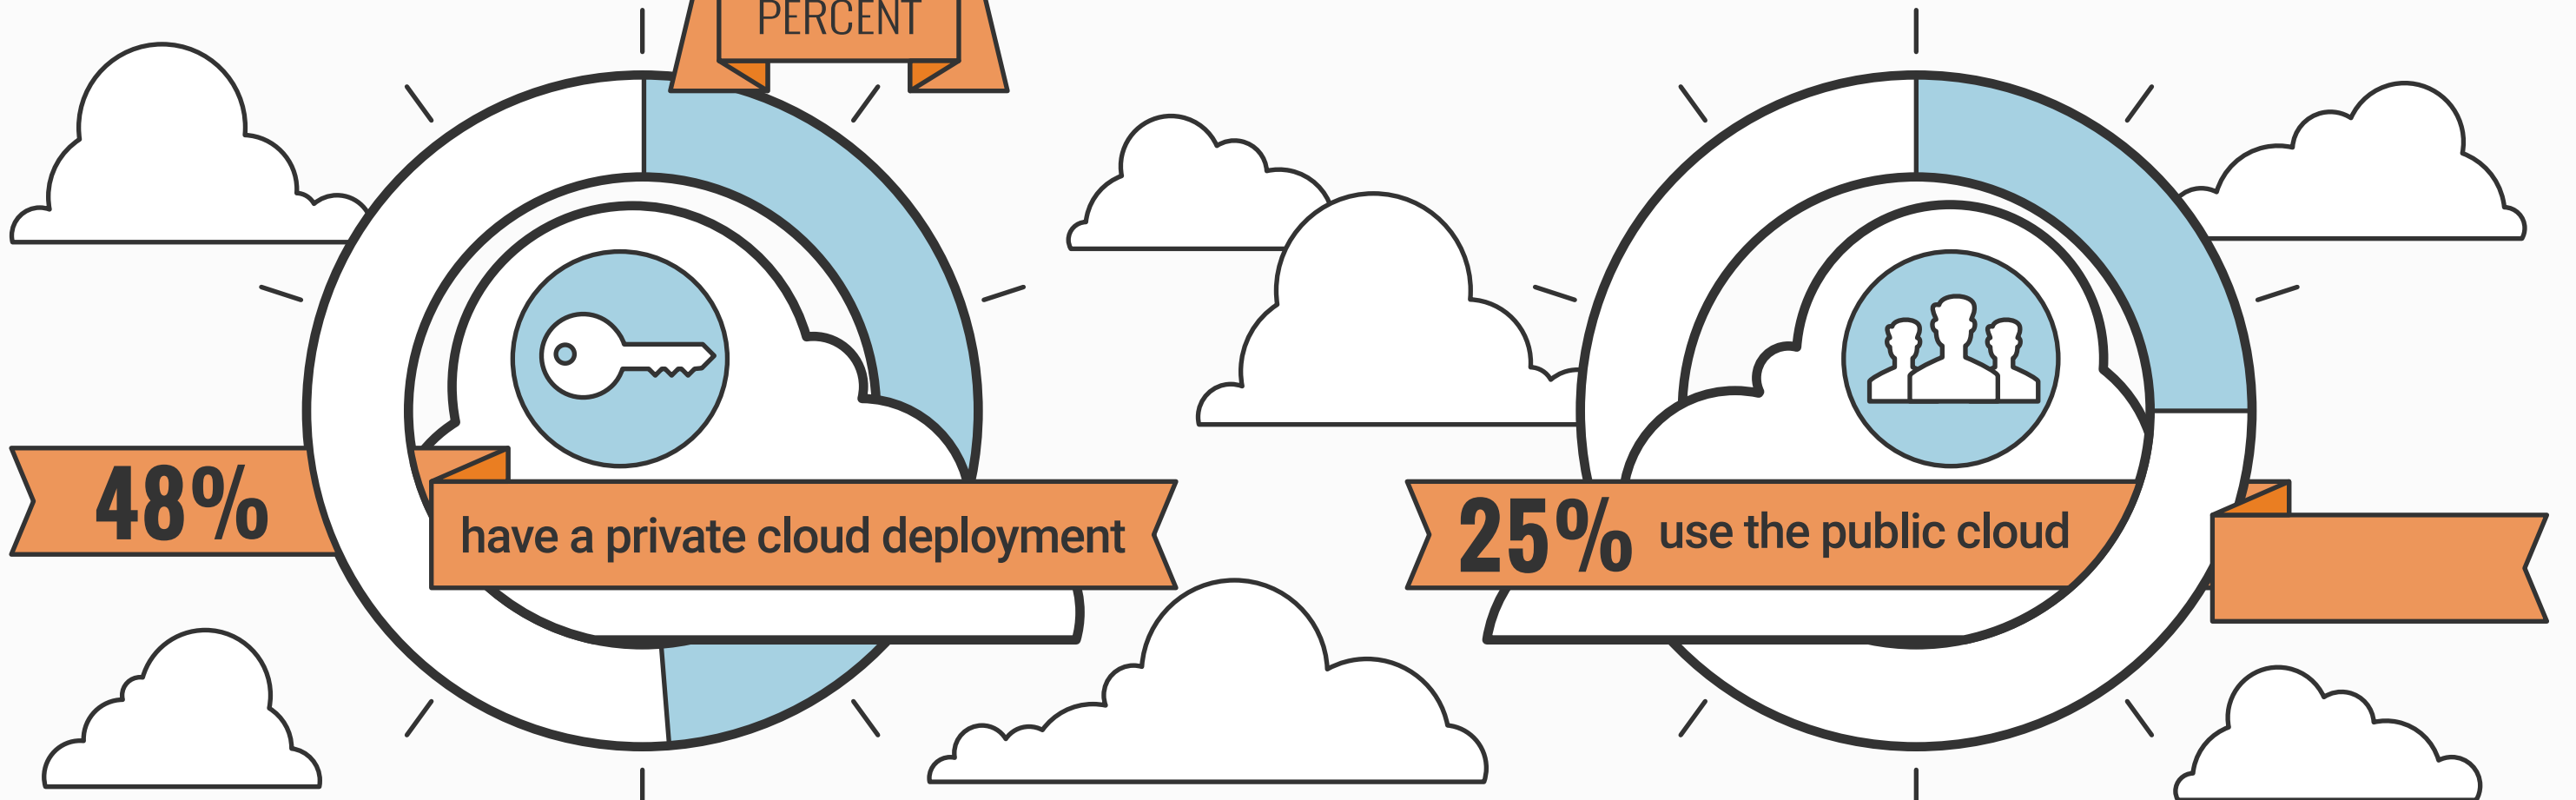 PERCENT
48%
have a private cloud deployment
25% use the public cloud